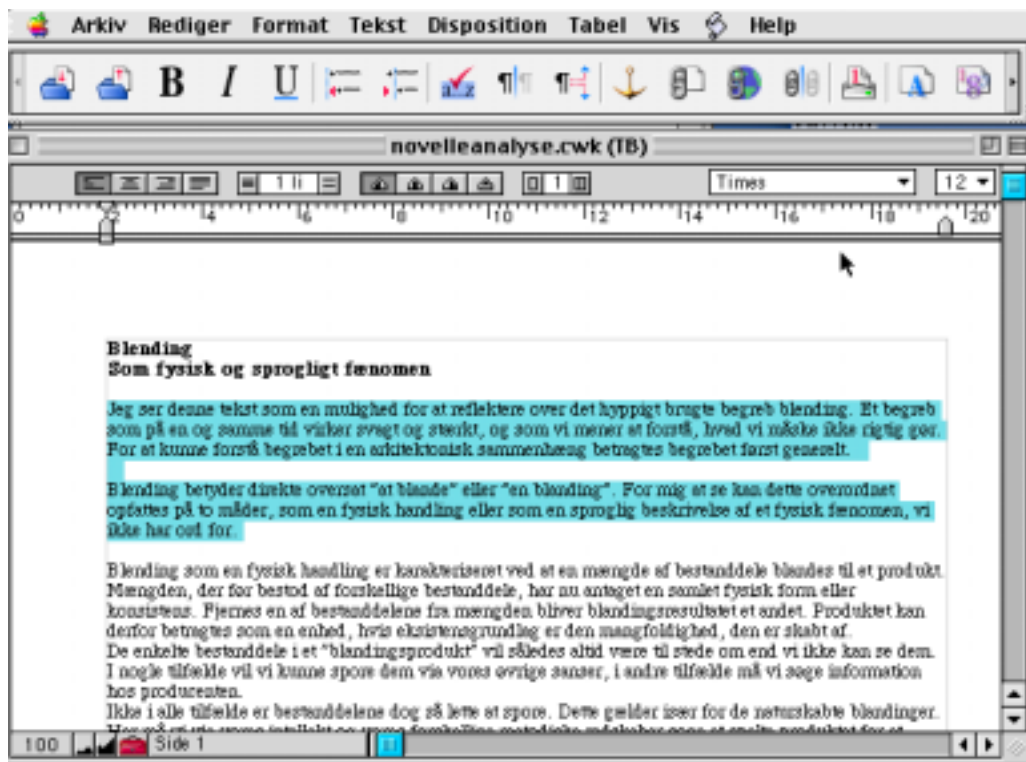 Arkiv Rediger Format Tekst Disposition Tabel Vis Help
B I U
novelleanalyse.cwk (TB)
1 li 1 Times 12
0 2 4 6 8 10 12 14 16 18 20
Blending
Som fysisk og sprogligt fænomen
Jeg ser denne tekst som en mulighed for at reflektere over det hyppigt brugte begreb blending. Et begreb
som på en og samme tid virker svagt og stærkt, og som vi mener at forstå, hvad vi måske ikke rigtig gør.
For at kunne forstå begrebet i en arkitektonisk sammenhæng betragtes begrebet først generelt.
Blending betyder direkte oversat "at blande" eller "en blanding". For mig at se kan dette overordnet
opfattes på to måder, som en fysisk handling eller som en sproglig beskrivelse af et fysisk fænomen, vi
ikke har ord for.
Blending som en fysisk handling er karakteriseret ved at en mængde af bestanddele blandes til et produkt.
Mængden, der før bestod af forskellige bestanddele, har nu antaget en samlet fysisk form eller
konsistens. Fjernes en af bestanddelene fra mængden bliver blandingsresultatet et andet. Produktet kan
derfor betragtes som en enhed, hvis eksistensgrundlag er den mangfoldighed, den er skabt af.
De enkelte bestanddele i et "blandingsprodukt" vil således altid være til stede om end vi ikke kan se dem.
I nogle tilfælde vil vi kunne spore dem via vores øvrige sanser, i andre tilfælde må vi søge information
hos producenten.
Ikke i alle tilfælde er bestanddelene dog så lette at spore. Dette gælder især for de naturskabte blandinger.
100 Side 1